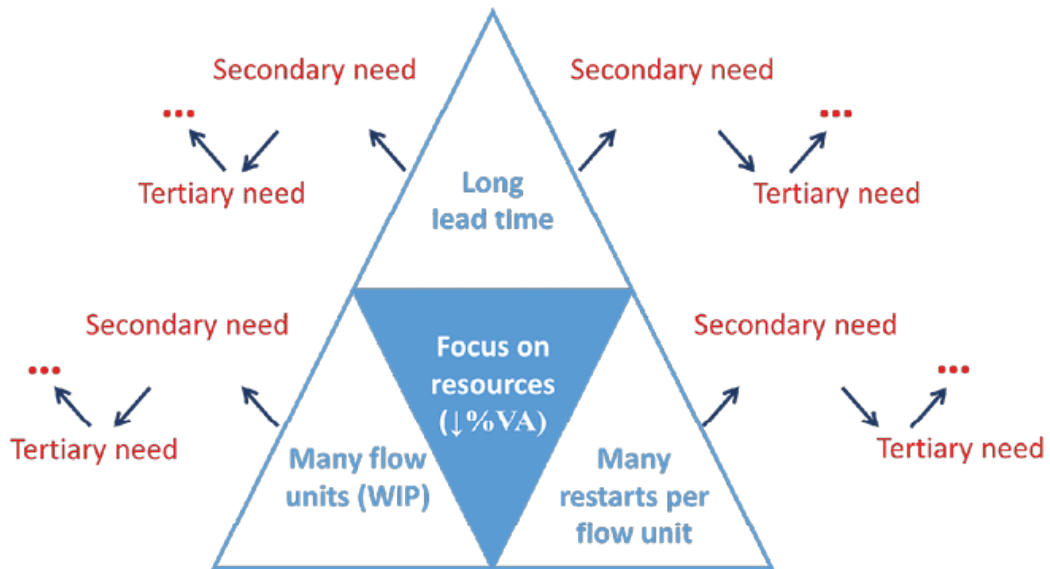 Secondary need
Secondary need
...
...
Tertiary need
Tertiary need
Long
lead time
Secondary need
Secondary need
...
...
Tertiary need
Tertiary need
Focus on
resources
(↓%VA)
Many flow
units (WIP)
Many
restarts per
flow unit